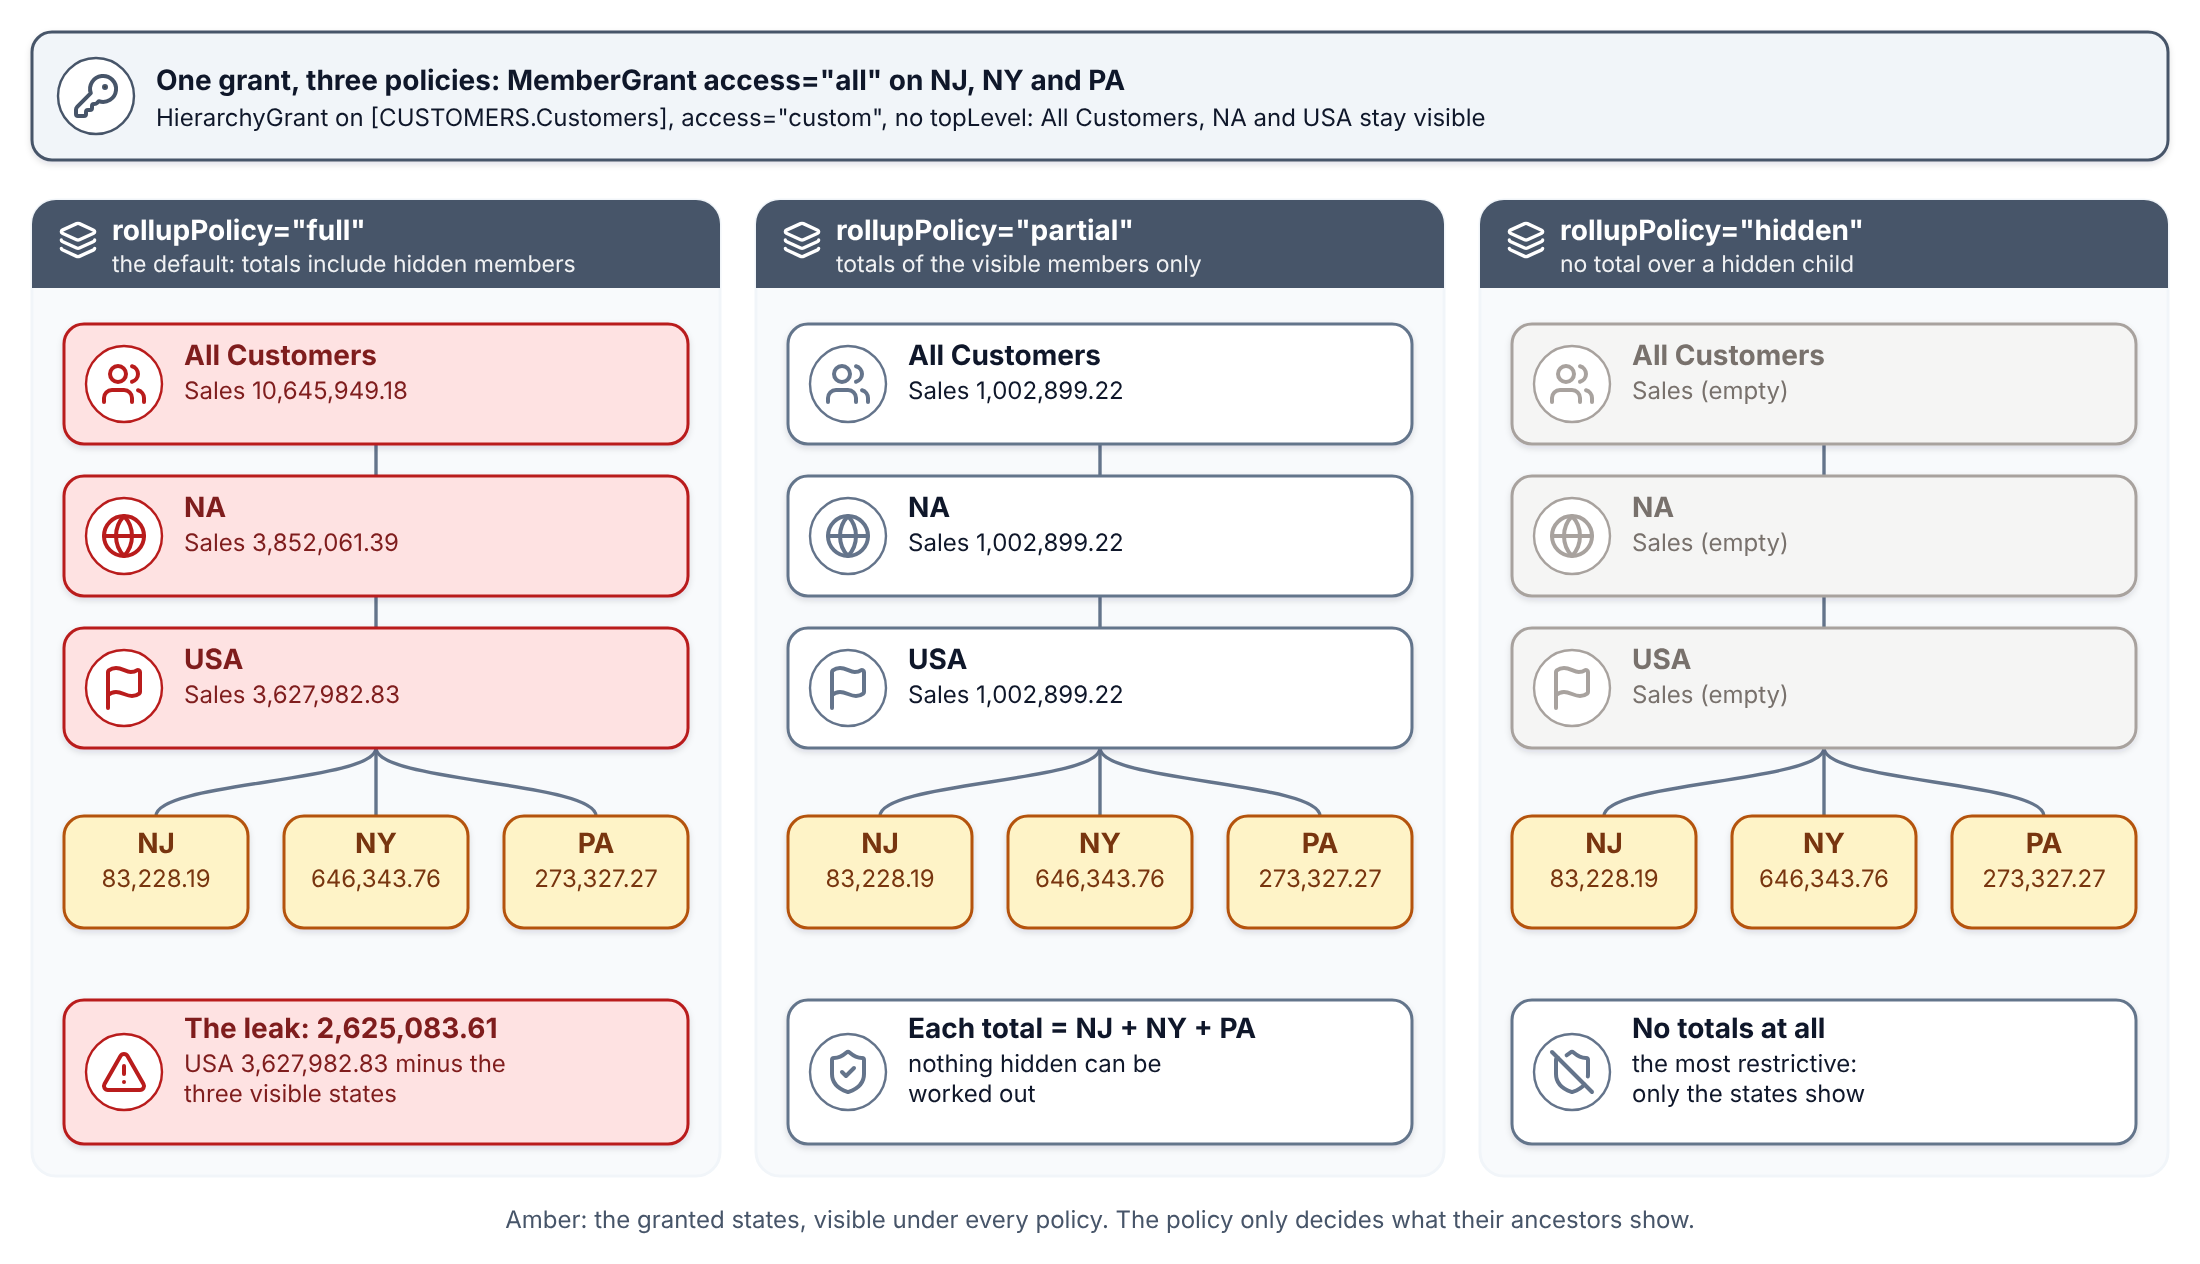 One grant, three policies: MemberGrant access="all" on NJ, NY and PA
HierarchyGrant on [CUSTOMERS.Customers], access="custom", no topLevel: All Customers, NA and USA stay visible
rollupPolicy="full"
the default: totals include hidden members
All Customers
Sales 10,645,949.18
NA
Sales 3,852,061.39
USA
Sales 3,627,982.83
NJ
83,228.19
NY
646,343.76
PA
273,327.27
The leak: 2,625,083.61
USA 3,627,982.83 minus the
three visible states
rollupPolicy="partial"
totals of the visible members only
All Customers
Sales 1,002,899.22
NA
Sales 1,002,899.22
USA
Sales 1,002,899.22
NJ
83,228.19
NY
646,343.76
PA
273,327.27
Each total = NJ + NY + PA
nothing hidden can be
worked out
rollupPolicy="hidden"
no total over a hidden child
All Customers
Sales (empty)
NA
Sales (empty)
USA
Sales (empty)
NJ
83,228.19
NY
646,343.76
PA
273,327.27
No totals at all
the most restrictive:
only the states show
Amber: the granted states, visible under every policy. The policy only decides what their ancestors show.